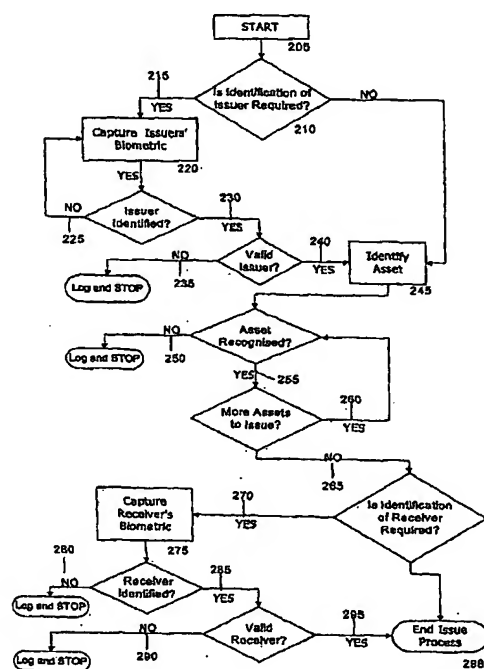 START
205
Is Identification of
Issuer Required?
210
215
YES
NO
Capture Issuers'
Biometric
220
YES
Issuer
Identified?
NO
225
230
YES
Valid
Issuer?
NO
235
Log and STOP
240
YES
Identify
Asset
245
Asset
Recognised?
NO
250
Log and STOP
YES
255
More Assets
to Issue?
260
YES
NO
265
Is Identification
of Receiver
Required?
270
YES
Capture
Receiver's
Biometric
275
Receiver
Identified?
280
NO
Log and STOP
285
YES
Valid
Receiver?
NO
290
Log and STOP
295
YES
End Issue
Process